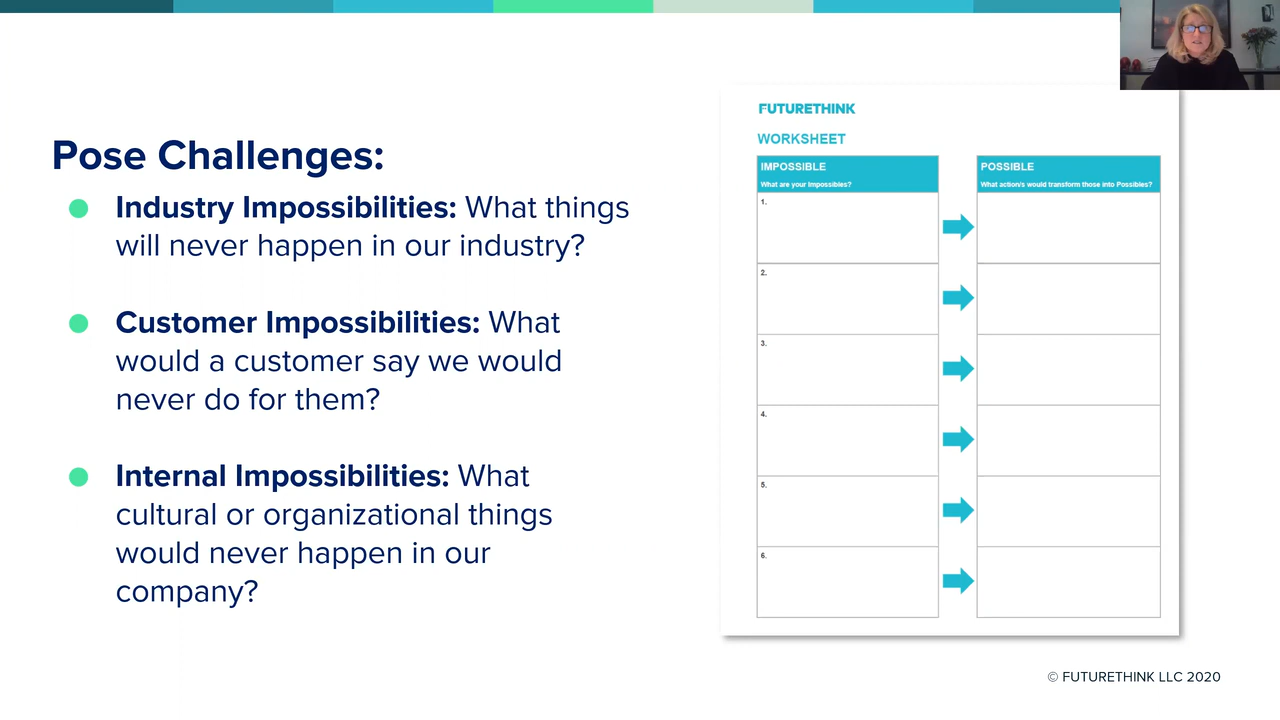 Pose Challenges:
Industry Impossibilities: What things
will never happen in our industry?
Customer Impossibilities: What
would a customer say we would
never do for them?
Internal Impossibilities: What
cultural or organizational things
would never happen in our
company?
FUTURETHINK
WORKSHEET
IMPOSSIBLE
What are your Impossibles?
POSSIBLE
What action/s would transform those into Possibles?
1.
2.
3.
4.
5.
6.
© FUTURETHINK LLC 2020